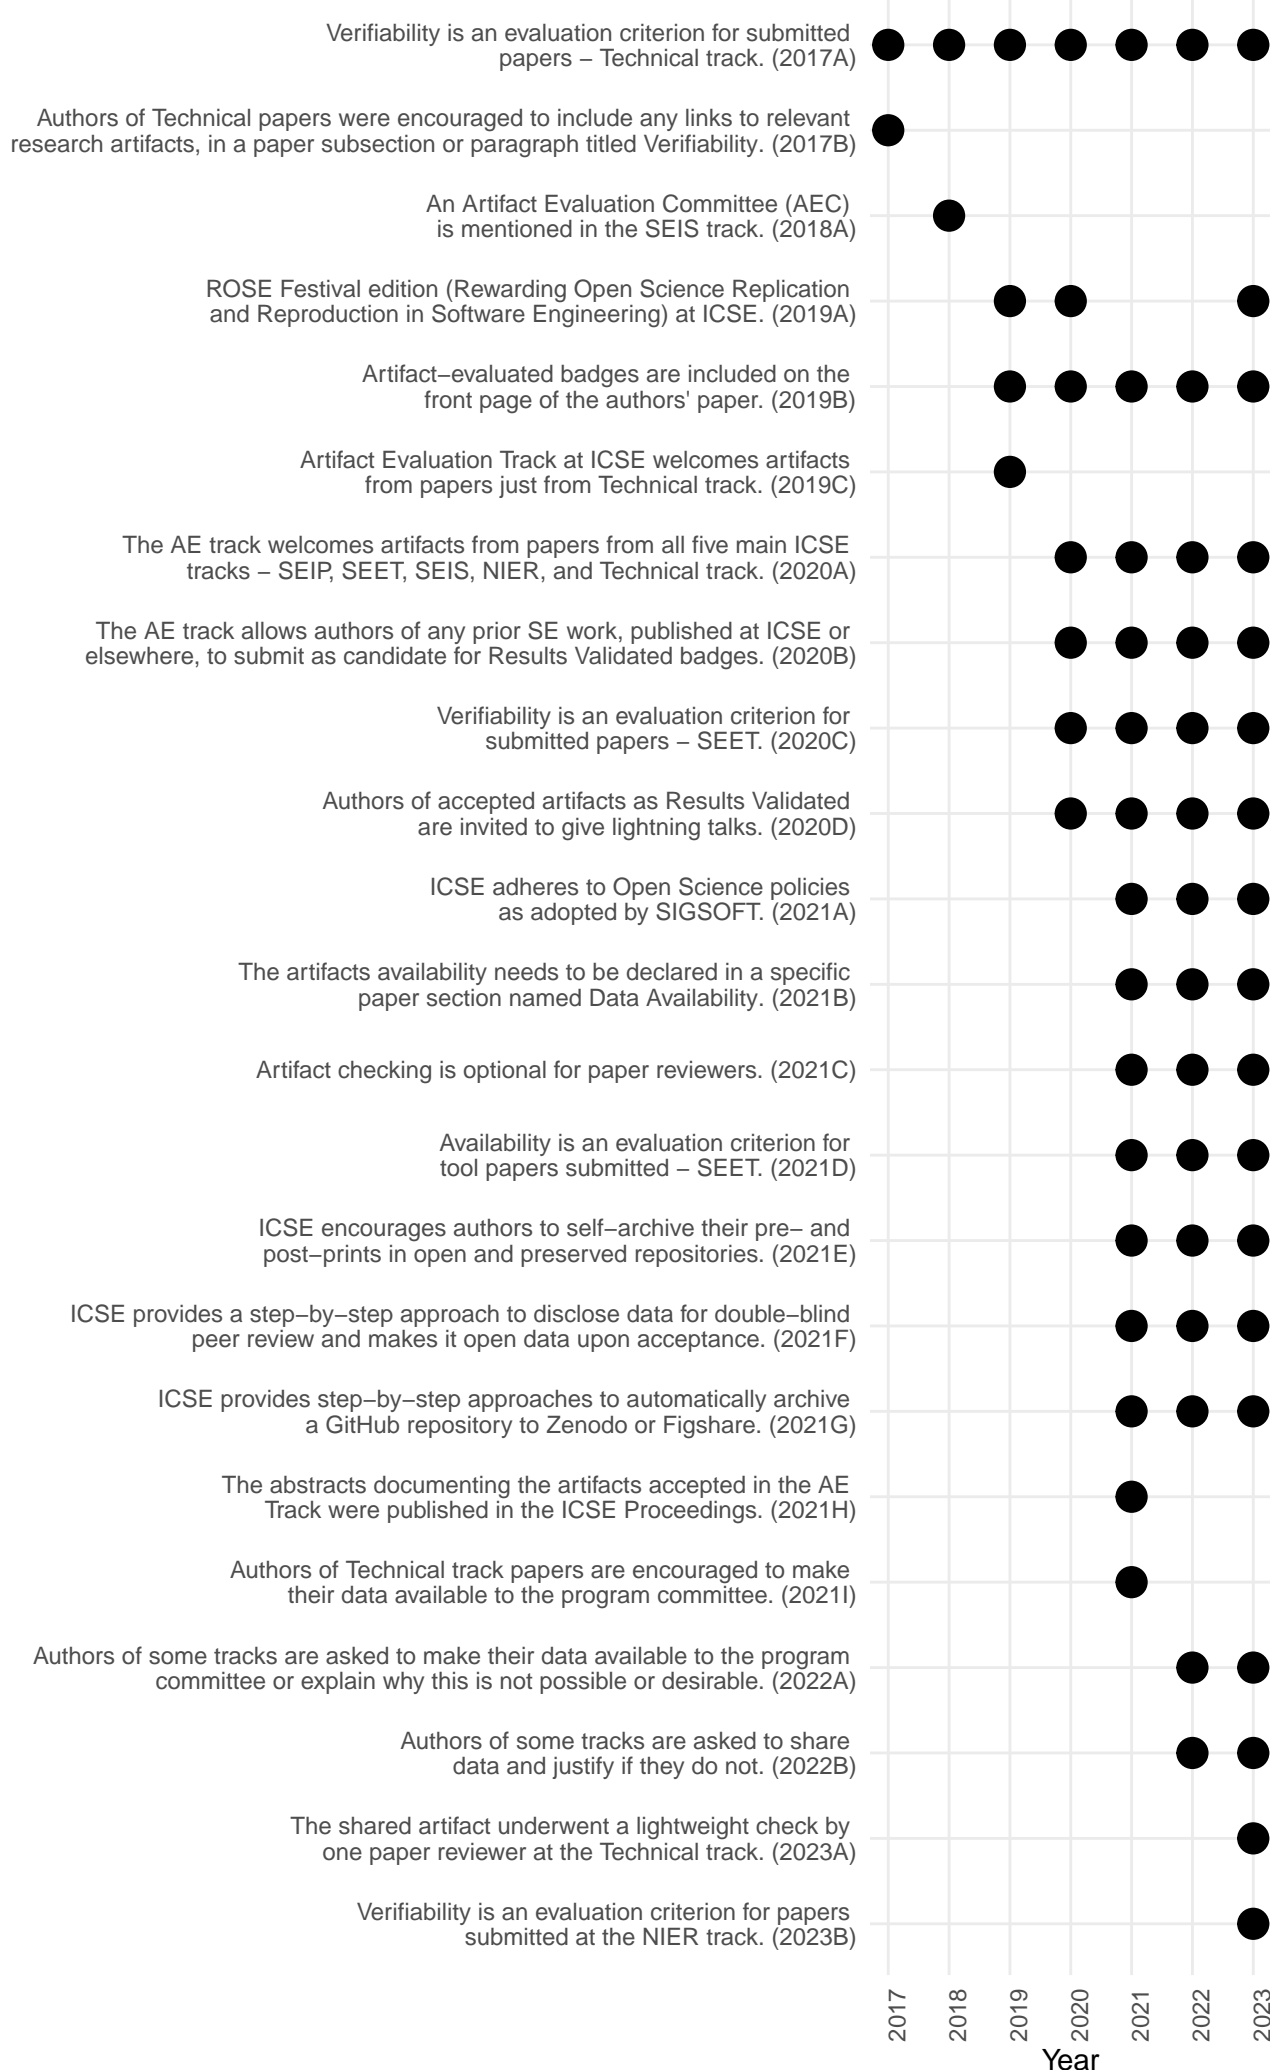 Verifiability is an evaluation criterion for submitted
papers – Technical track. (2017A)
Authors of Technical papers were encouraged to include any links to relevant
research artifacts, in a paper subsection or paragraph titled Verifiability. (2017B)
An Artifact Evaluation Committee (AEC)
is mentioned in the SEIS track. (2018A)
ROSE Festival edition (Rewarding Open Science Replication
and Reproduction in Software Engineering) at ICSE. (2019A)
Artifact–evaluated badges are included on the
front page of the authors' paper. (2019B)
Artifact Evaluation Track at ICSE welcomes artifacts
from papers just from Technical track. (2019C)
The AE track welcomes artifacts from papers from all five main ICSE
tracks – SEIP, SEET, SEIS, NIER, and Technical track. (2020A)
The AE track allows authors of any prior SE work, published at ICSE or
elsewhere, to submit as candidate for Results Validated badges. (2020B)
Verifiability is an evaluation criterion for
submitted papers – SEET. (2020C)
Authors of accepted artifacts as Results Validated
are invited to give lightning talks. (2020D)
ICSE adheres to Open Science policies
as adopted by SIGSOFT. (2021A)
The artifacts availability needs to be declared in a specific
paper section named Data Availability. (2021B)
Artifact checking is optional for paper reviewers. (2021C)
Availability is an evaluation criterion for
tool papers submitted – SEET. (2021D)
ICSE encourages authors to self–archive their pre– and
post–prints in open and preserved repositories. (2021E)
ICSE provides a step–by–step approach to disclose data for double–blind
peer review and makes it open data upon acceptance. (2021F)
ICSE provides step–by–step approaches to automatically archive
a GitHub repository to Zenodo or Figshare. (2021G)
The abstracts documenting the artifacts accepted in the AE
Track were published in the ICSE Proceedings. (2021H)
Authors of Technical track papers are encouraged to make
their data available to the program committee. (2021I)
Authors of some tracks are asked to make their data available to the program
committee or explain why this is not possible or desirable. (2022A)
Authors of some tracks are asked to share
data and justify if they do not. (2022B)
The shared artifact underwent a lightweight check by
one paper reviewer at the Technical track. (2023A)
Verifiability is an evaluation criterion for papers
submitted at the NIER track. (2023B)
2017
2018
2019
2020
2021
2022
2023
Year